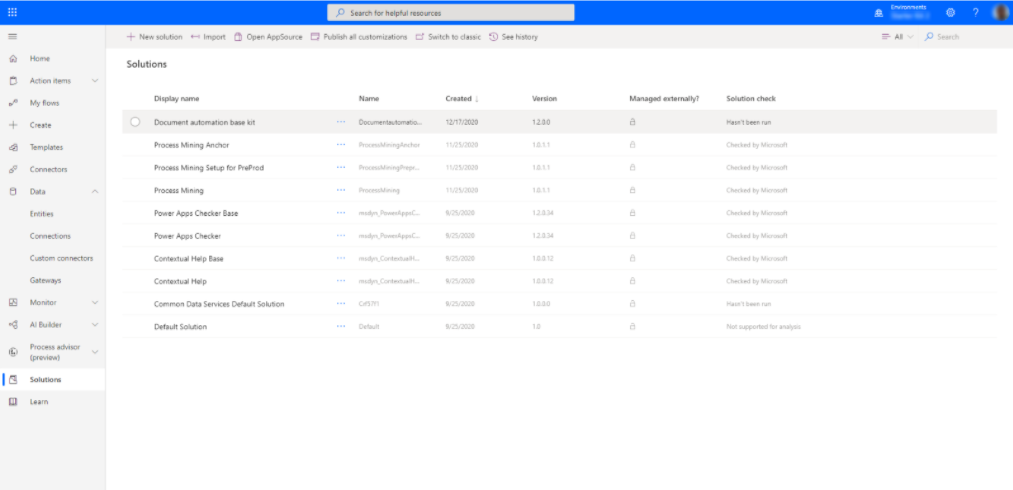 Search for helpful resources
Environments
?
New solution Import Open AppSource Publish all customizations Switch to classic See history All Search
Home
Action items
My flows
Create
Templates
Connectors
Data
Entities
Connections
Custom connectors
Gateways
Monitor
AI Builder
Process advisor
(preview)
Solutions
Learn
Solutions
Display name Name Created ↓ Version Managed externally? Solution check
Document automation base kit ... Documentautomatio... 12/17/2020 1.2.0.0 Hasn't been run
Process Mining Anchor ... ProcessMiningAnchor 11/25/2020 1.0.1.1 Checked by Microsoft
Process Mining Setup for PreProd ... ProcessMiningPrepr... 11/25/2020 1.0.1.1 Checked by Microsoft
Process Mining ... ProcessMining 11/25/2020 1.0.1.1 Checked by Microsoft
Power Apps Checker Base ... msdyn_PowerAppsC... 9/25/2020 1.2.0.34 Checked by Microsoft
Power Apps Checker ... msdyn_PowerAppsC... 9/25/2020 1.2.0.34 Checked by Microsoft
Contextual Help Base ... msdyn_ContextualH... 9/25/2020 1.0.0.12 Checked by Microsoft
Contextual Help ... msdyn_ContextualH... 9/25/2020 1.0.0.12 Checked by Microsoft
Common Data Services Default Solution ... 9/25/2020 1.0.0.0 Hasn't been run
Default Solution ... Default 9/25/2020 1.0 Not supported for analysis